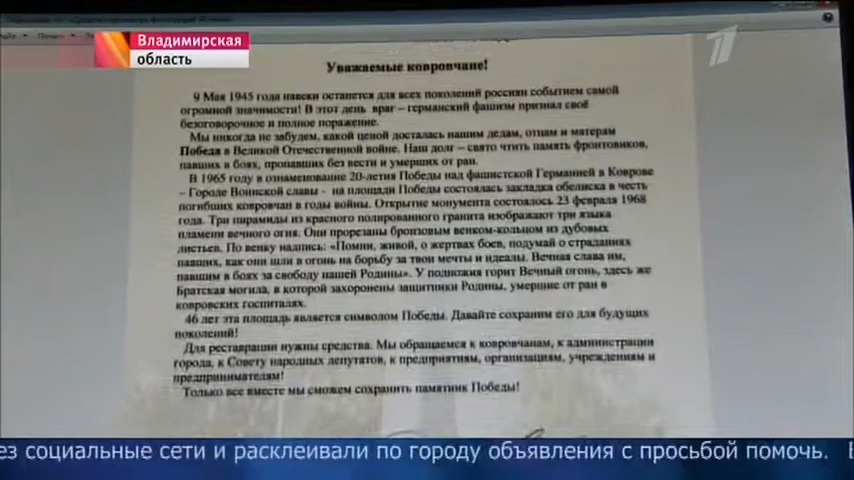 Владимирская
область
Уважаемые ковровчане!
9 Мая 1945 года навски останется для всех поколений россиян событием самой
огромной значимости! В этот день враг – германский фашизм признал своё
безоговорочное и полное поражение.
Мы никогда не забудем, какой ценой досталась нашим дедам, отцам и матерям
Победа в Великой Отечественной войне. Наш долг – свято чтить память фронтовиков,
павших в боях, пропавших без вести и умерших от ран.
В 1965 году в ознаменование 20-летия Победы над фашистской Германией в Коврове
– Городе Воинской славы - на площади Победы состоялась закладка обелиска в честь
погибших ковровчан в годы войны. Открытие монумента состоялось 23 февраля 1968
года. Три пирамиды из красного полированного гранита изображают три языка
пламени вечного огня. Они прорезаны бронзовым венком-кольцом из дубовых
листьев. По венку надпись: «Помни, живой, о жертвах боев, подумай о страданиях
павших, как они шли в огонь на борьбу за твои мечты и идеалы. Вечная слава им,
павшим в боях за свободу нашей Родины». У подножия горит Вечный огонь, здесь же
Братская могила, в которой захоронены защитники Родины, умершие от ран в
ковровских госпиталях.
46 лет эта площадь является символом Победы. Давайте сохраним его для будущих
поколений!
Для реставрации нужны средства. Мы обращаемся к ковровчанам, к администрации
города, к Совету народных депутатов, к предприятиям, организациям, учреждениям и
предпринимателям!
Только все вместе мы сможем сохранить памятник Победы!
ез социальные сети и расклеивали по городу объявления с просьбой помочь.